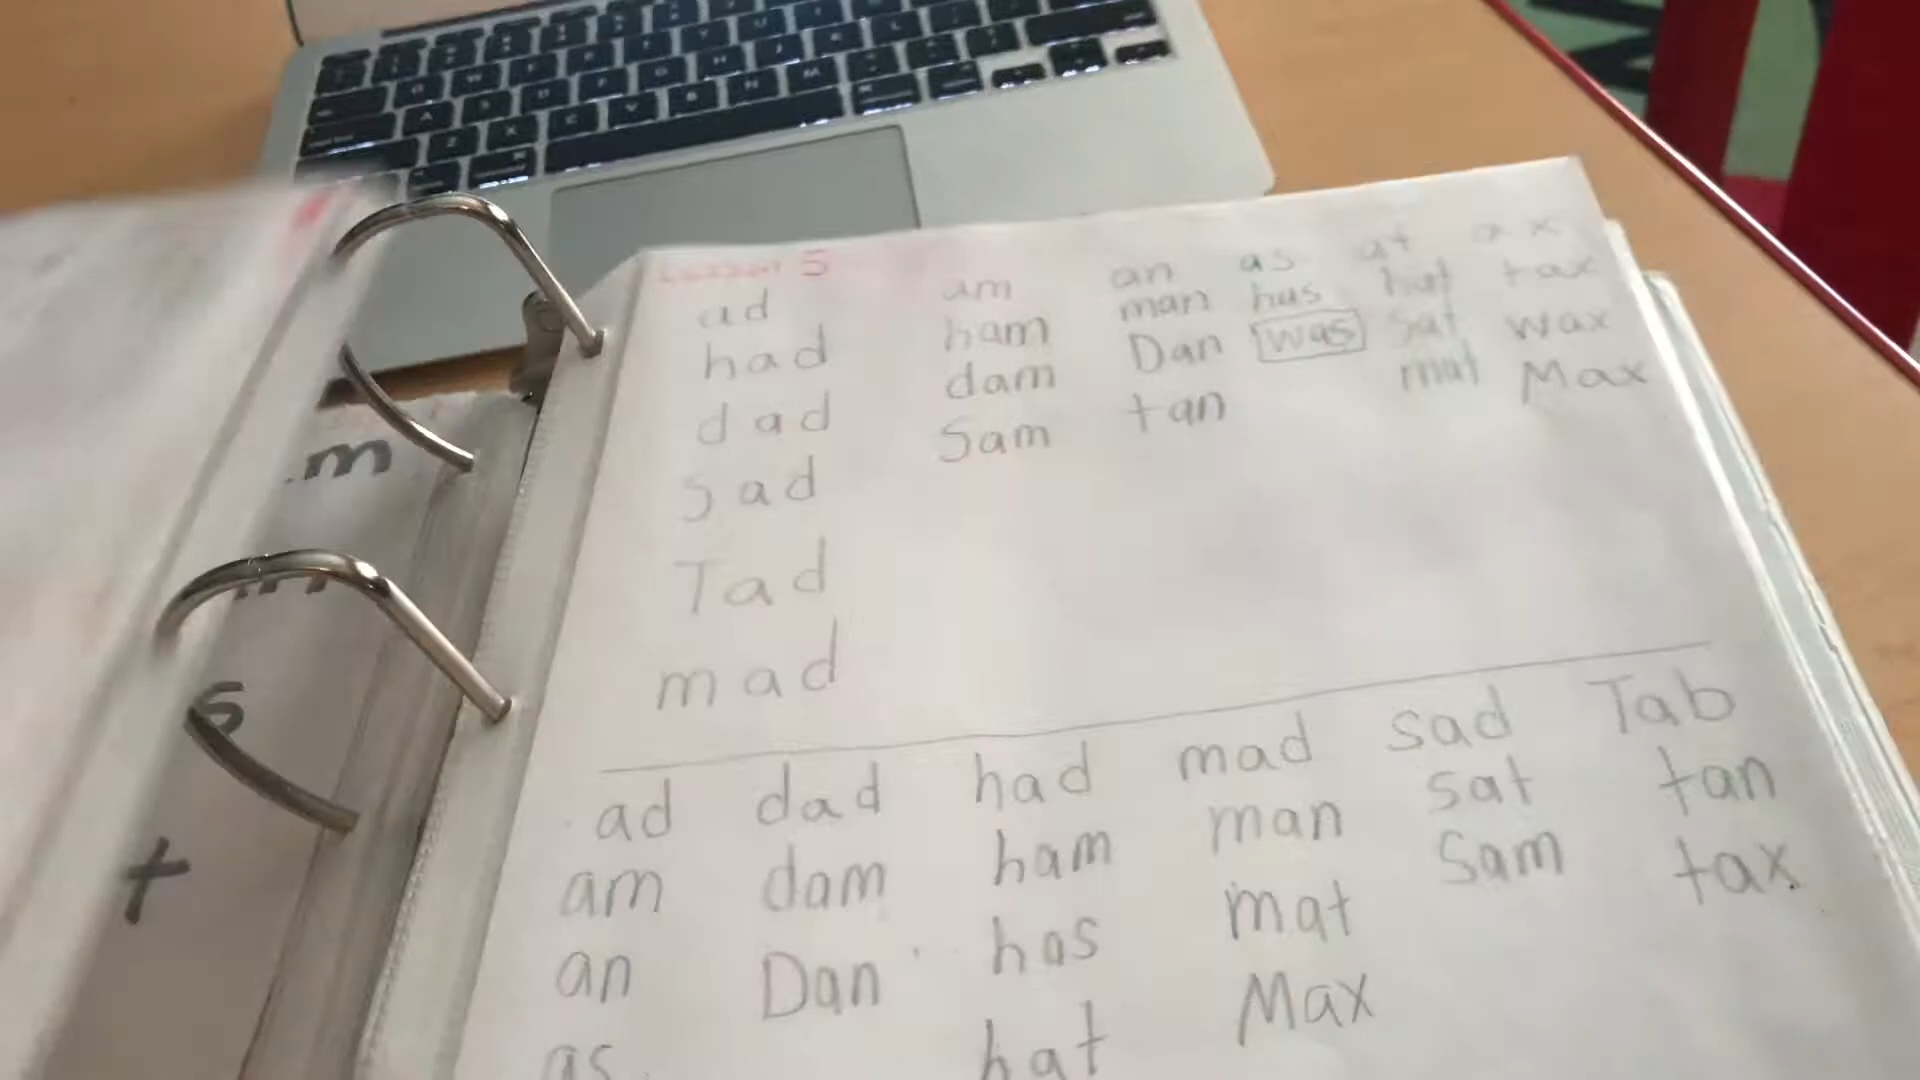 Lesson 5
ad am an as at ax
had ham man has hat tax
dad dam Dan was sat wax
sad Sam tan mat Max
Tad
mad
ad dad had mad sad Tab
am dam ham man sat tan
an Dan has mat Sam tax
as hat Max
m
s
t